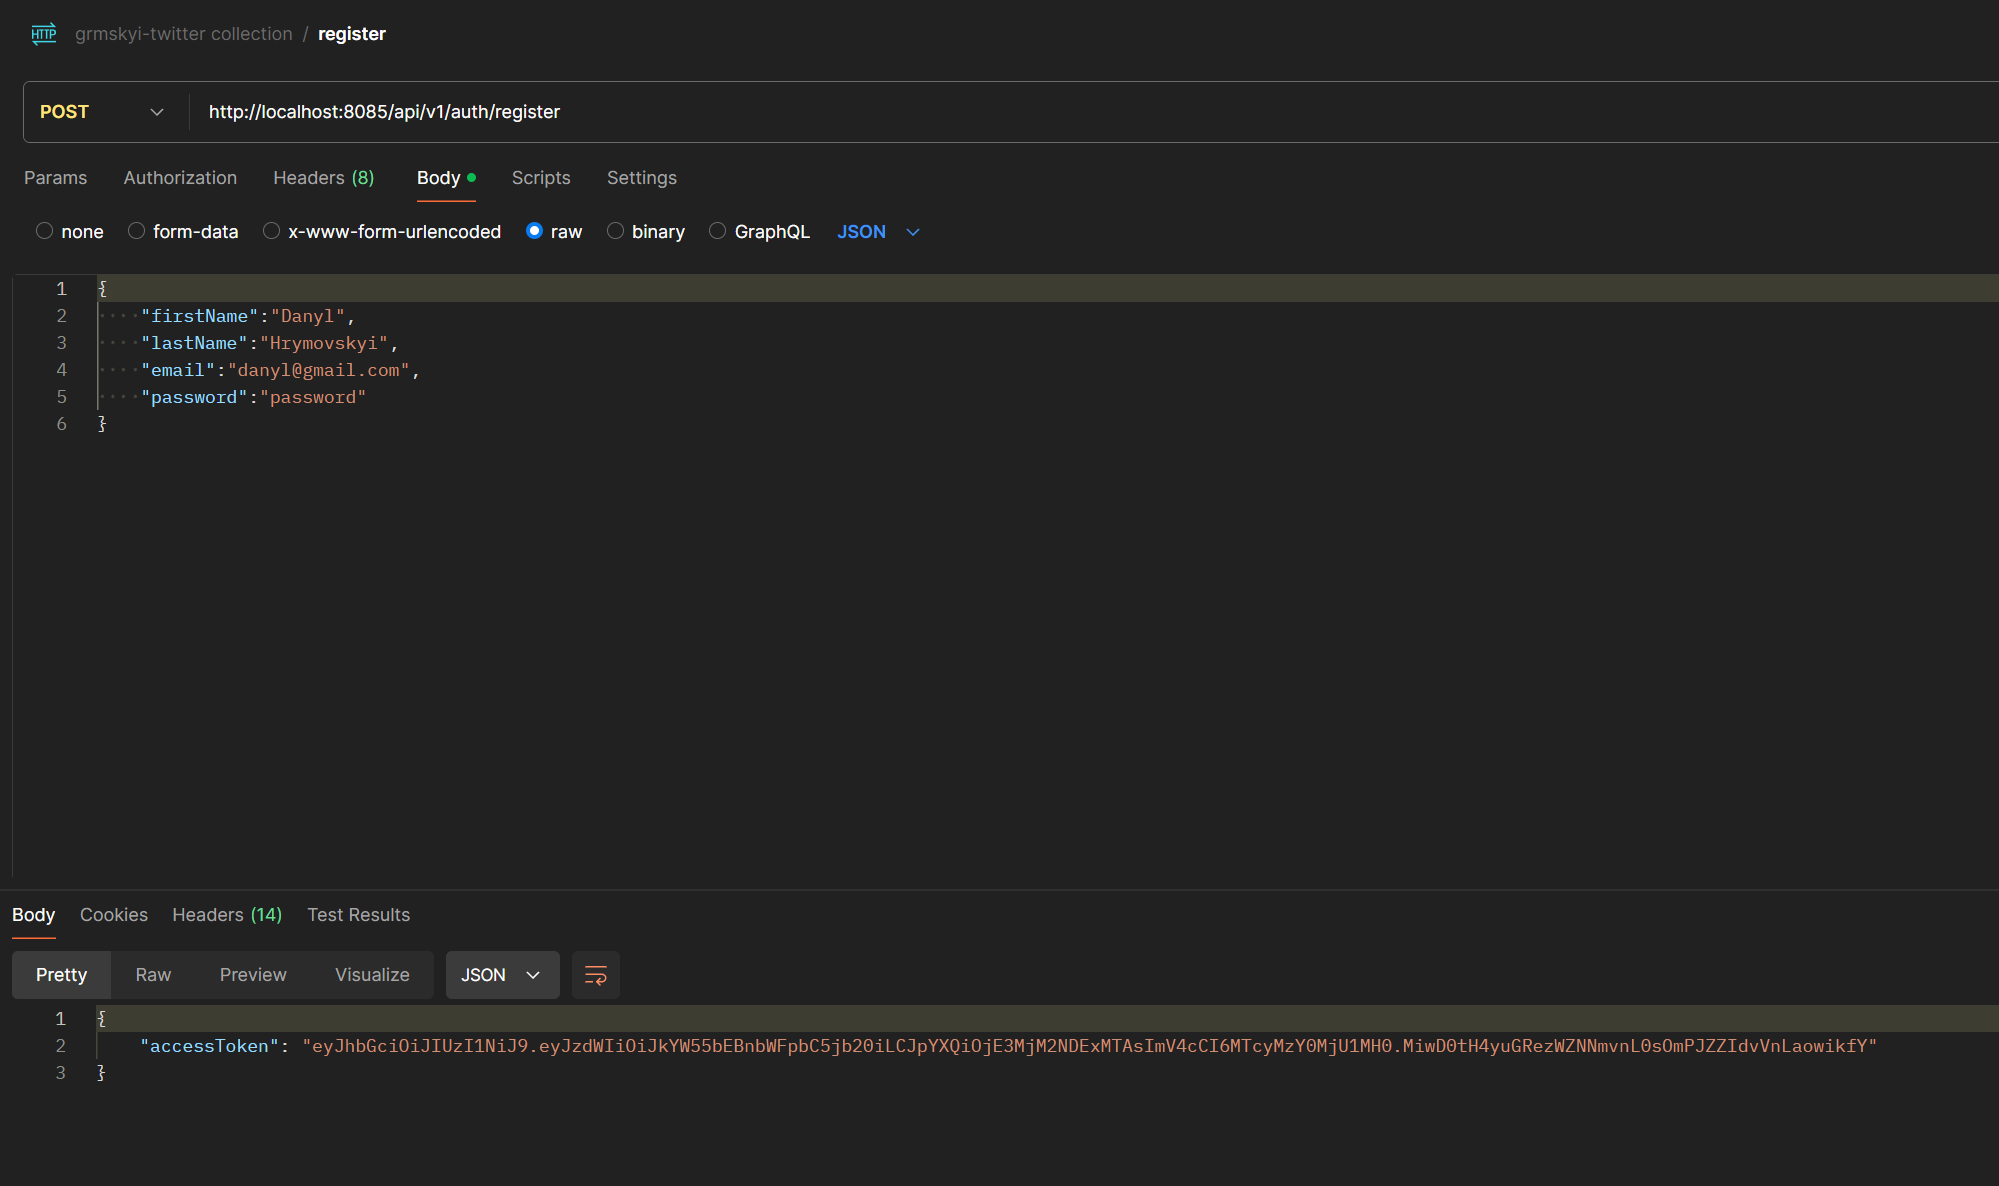 HTTP grmskyi-twitter collection / register
POST http://localhost:8085/api/v1/auth/register
Params Authorization Headers (8) Body Scripts Settings
none form-data x-www-form-urlencoded raw binary GraphQL JSON
1 {
2 "firstName":"Danyl",
3 "lastName":"Hrymovskyi",
4 "email":"danyl@gmail.com",
5 "password":"password"
6 }
Body Cookies Headers (14) Test Results
Pretty Raw Preview Visualize JSON
1 {
2 "accessToken": "eyJhbGciOiJIUzI1NiJ9.eyJzdWIiOiJkYW55bEBnbWFpbC5jb20iLCJpYXQiOjE3MjM2NDExMTAsImV4cCI6MTcyMzY0MjU1MH0.MiwD0tH4yuGRezWZNNmvnL0sOmPJZZIdvVnLaowikfY"
3 }